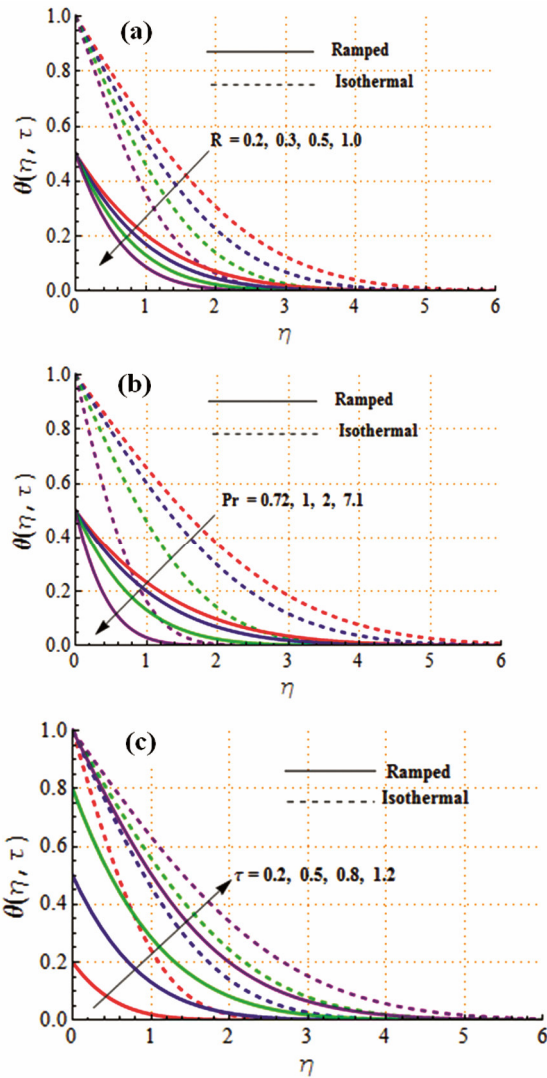 (a)
Ramped
Isothermal
R = 0.2, 0.3, 0.5, 1.0
θ(η, τ)
1.0
0.8
0.6
0.4
0.2
0.0
0 1 2 3 4 5 6
η
(b)
Ramped
Isothermal
Pr = 0.72, 1, 2, 7.1
θ(η, τ)
1.0
0.8
0.6
0.4
0.2
0.0
0 1 2 3 4 5 6
η
(c)
Ramped
Isothermal
τ = 0.2, 0.5, 0.8, 1.2
θ(η, τ)
1.0
0.8
0.6
0.4
0.2
0.0
0 1 2 3 4 5 6
η